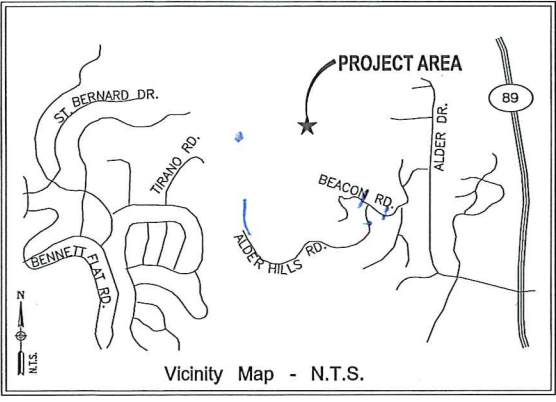 PROJECT AREA
89
ST. BERNARD DR.
ALDER DR.
TIRANO RD.
BEACON RD.
ALDER HILLS RD.
BENNETT FLAT RD.
N
N.T.S.
Vicinity Map - N.T.S.